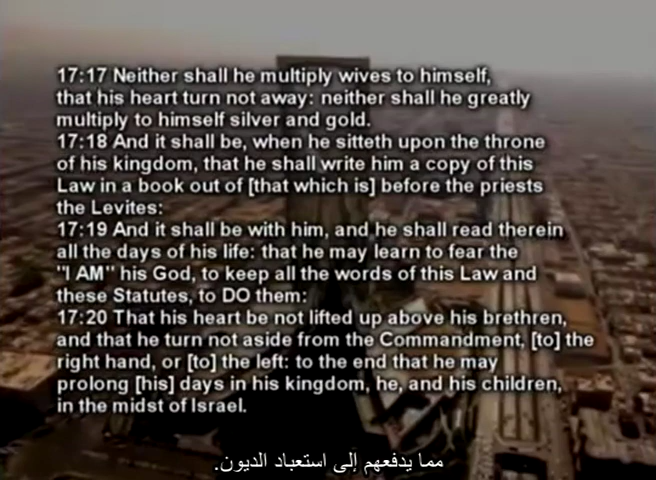 17:17 Neither shall he multiply wives to himself,
that his heart turn not away: neither shall he greatly
multiply to himself silver and gold.
17:18 And it shall be, when he sitteth upon the throne
of his kingdom, that he shall write him a copy of this
Law in a book out of [that which is] before the priests
the Levites:
17:19 And it shall be with him, and he shall read therein
all the days of his life: that he may learn to fear the
"I AM" his God, to keep all the words of this Law and
these Statutes, to DO them:
17:20 That his heart be not lifted up above his brethren,
and that he turn not aside from the Commandment, [to] the
right hand, or [to] the left: to the end that he may
prolong [his] days in his kingdom, he, and his children,
in the midst of Israel.
مما يدفعهم إلى استعباد الديون.